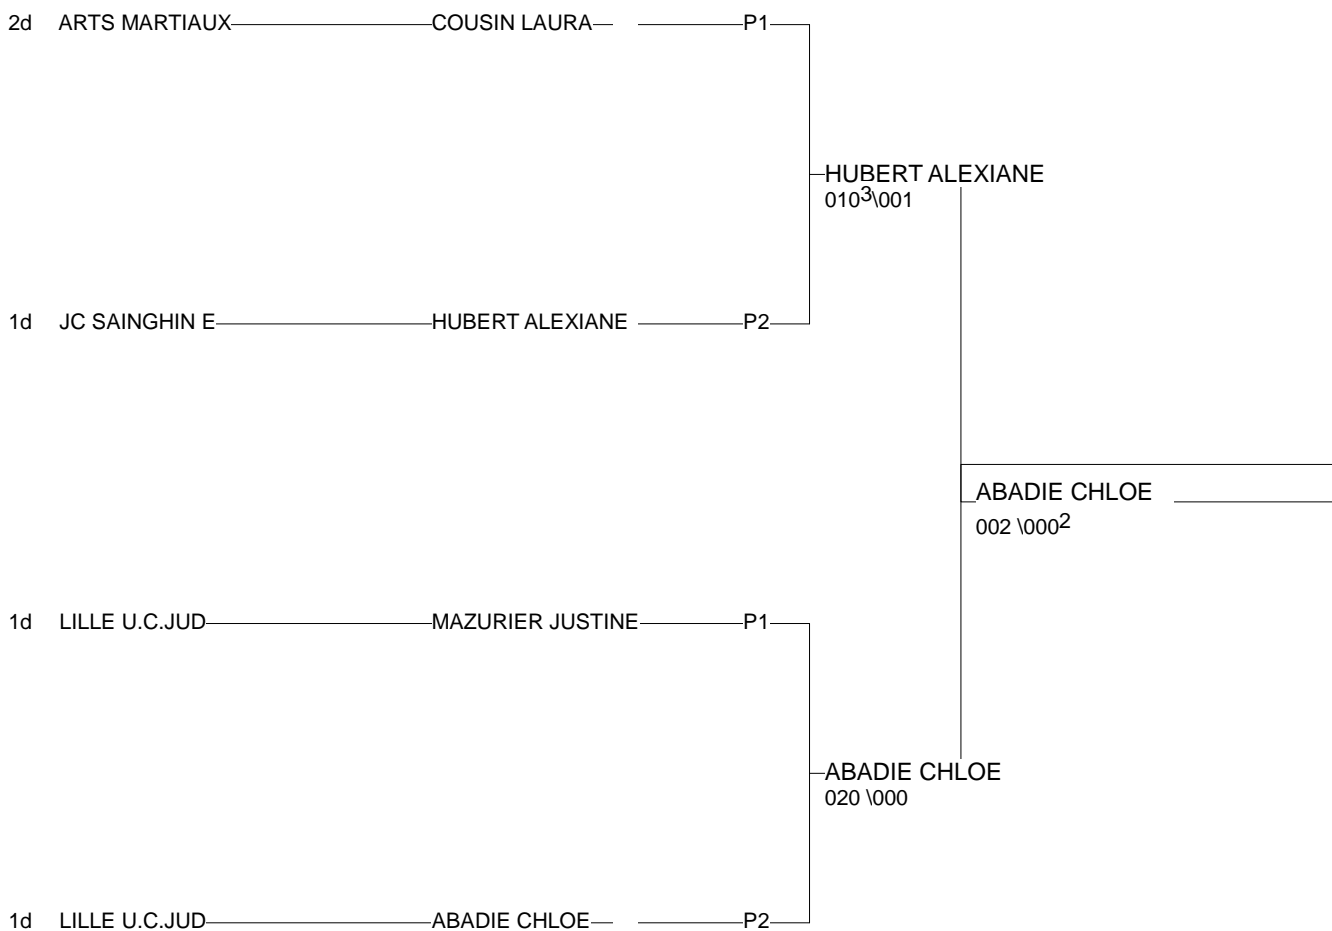 2d ARTS MARTIAUX COUSIN LAURA P1
HUBERT ALEXIANE
010³\001
1d JC SAINGHIN E HUBERT ALEXIANE P2
ABADIE CHLOE
002 \000²
1d LILLE U.C.JUD MAZURIER JUSTINE P1
ABADIE CHLOE
020 \000
1d LILLE U.C.JUD ABADIE CHLOE P2